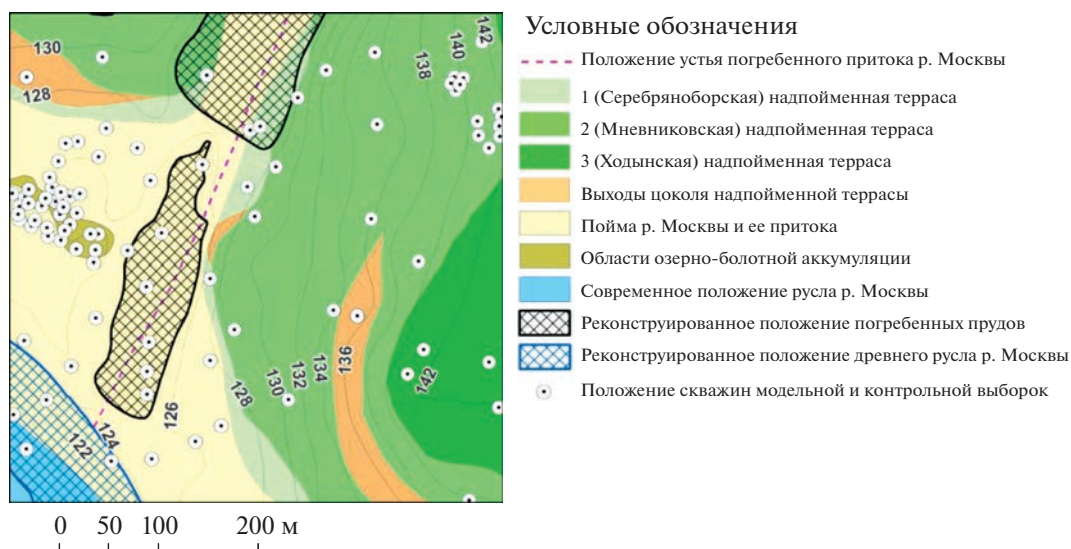 130
128
138
140
142
Условные обозначения
Положение устья погребенного притока р. Москвы
1 (Серебряноборская) надпойменная терраса
2 (Мневниковская) надпойменная терраса
3 (Ходынская) надпойменная терраса
Выходы цоколя надпойменной террасы
Пойма р. Москвы и ее притока
Области озерно-болотной аккумуляции
Современное положение русла р. Москвы
Реконструированное положение погребенных прудов
Реконструированное положение древнего русла р. Москвы
Положение скважин модельной и контрольной выборок
122
124
126
128
130
132
134
136
142
0 50 100 200 м